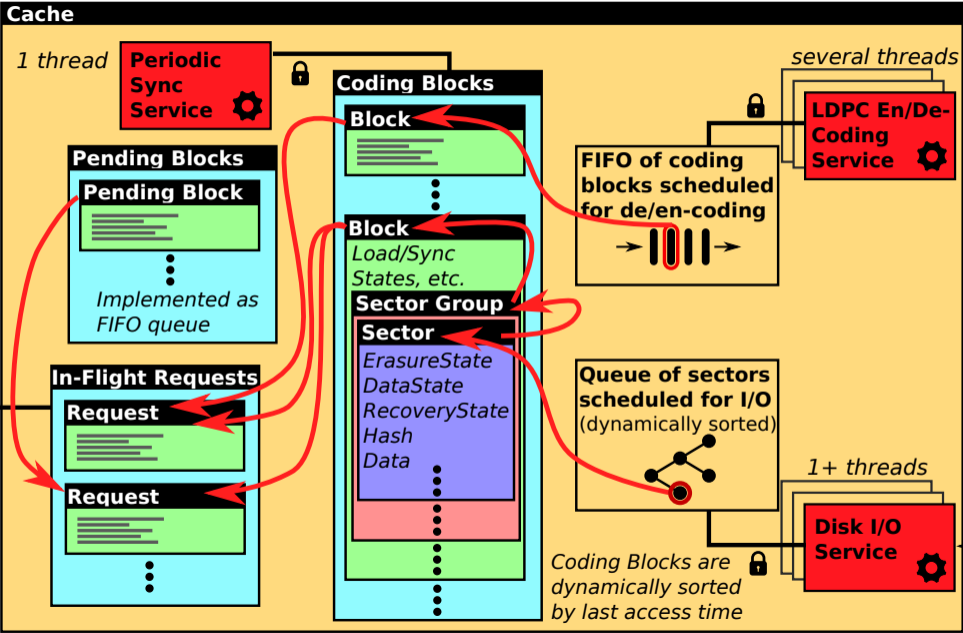 Cache
1 thread
Periodic
Sync
Service
Coding Blocks
Block
Block
Load/Sync
States, etc.
Sector Group
Sector
ErasureState
DataState
RecoveryState
Hash
Data
Pending Blocks
Pending Block
Implemented as
FIFO queue
In-Flight Requests
Request
Request
several threads
LDPC En/De-
Coding
Service
FIFO of coding
blocks scheduled
for de/en-coding
Queue of sectors
scheduled for I/O
(dynamically sorted)
1+ threads
Disk I/O
Service
Coding Blocks are
dynamically sorted
by last access time